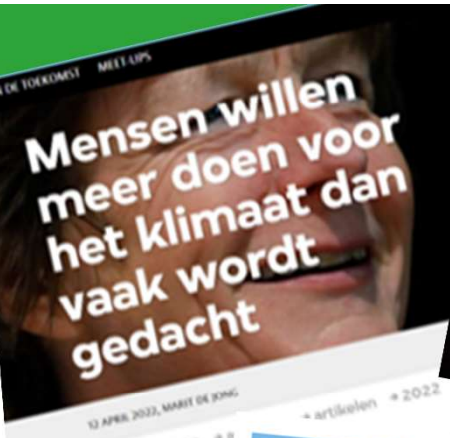 DE TOEKOMST MEET-UPS
Mensen willen
meer doen voor
het klimaat dan
vaak wordt
gedacht
12 APRIL 2022, MARIT DE JONG
artikelen 2022